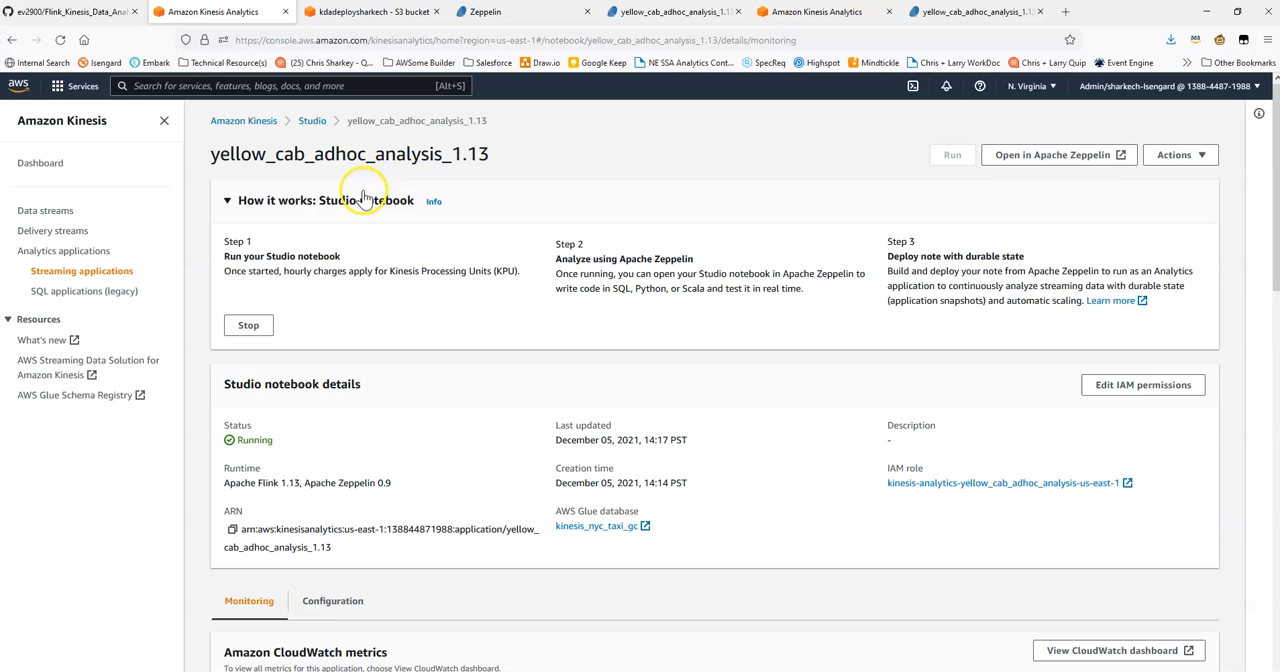 ev2900/Flink_Kinesis_Data_Anal
Amazon Kinesis Analytics
kdadeploysharkech - S3 bucket
Zeppelin
yellow_cab_adhoc_analysis_1.13
Amazon Kinesis Analytics
yellow_cab_adhoc_analysis_1.13
https://console.aws.amazon.com/kinesisanalytics/home?region=us-east-1#/notebook/yellow_cab_adhoc_analysis_1.13/details/monitoring
Internal Search
Isengard
Embark
Technical Resource(s)
(25) Chris Sharkey - Q...
AWSome Builder
Salesforce
Draw.io
Google Keep
NE SSA Analytics Cont...
SpecReq
Highspot
Mindtickle
Chris + Larry WorkDoc
Chris + Larry Quip
Event Engine
Other Bookmarks
aws
Services
Search for services, features, blogs, docs, and more
[Alt+S]
N. Virginia
Admin/sharkech-Isengard @ 1388-4487-1988
Amazon Kinesis
Dashboard
Data streams
Delivery streams
Analytics applications
Streaming applications
SQL applications (legacy)
Resources
What's new
AWS Streaming Data Solution for
Amazon Kinesis
AWS Glue Schema Registry
Amazon Kinesis
Studio
yellow_cab_adhoc_analysis_1.13
yellow_cab_adhoc_analysis_1.13
Run
Open in Apache Zeppelin
Actions
How it works: Studio notebook
Info
Step 1
Run your Studio notebook
Once started, hourly charges apply for Kinesis Processing Units (KPU).
Stop
Step 2
Analyze using Apache Zeppelin
Once running, you can open your Studio notebook in Apache Zeppelin to
write code in SQL, Python, or Scala and test it in real time.
Step 3
Deploy note with durable state
Build and deploy your note from Apache Zeppelin to run as an Analytics
application to continuously analyze streaming data with durable state
(application snapshots) and automatic scaling. Learn more
Studio notebook details
Edit IAM permissions
Status
Running
Runtime
Apache Flink 1.13, Apache Zeppelin 0.9
ARN
arn:aws:kinesisanalytics:us-east-1:138844871988:application/yellow_
cab_adhoc_analysis_1.13
Last updated
December 05, 2021, 14:17 PST
Creation time
December 05, 2021, 14:14 PST
AWS Glue database
kinesis_nyc_taxi_gc
Description
-
IAM role
kinesis-analytics-yellow_cab_adhoc_analysis-us-east-1
Monitoring
Configuration
Amazon CloudWatch metrics
To view all metrics for this application, choose View CloudWatch dashboard.
View CloudWatch dashboard